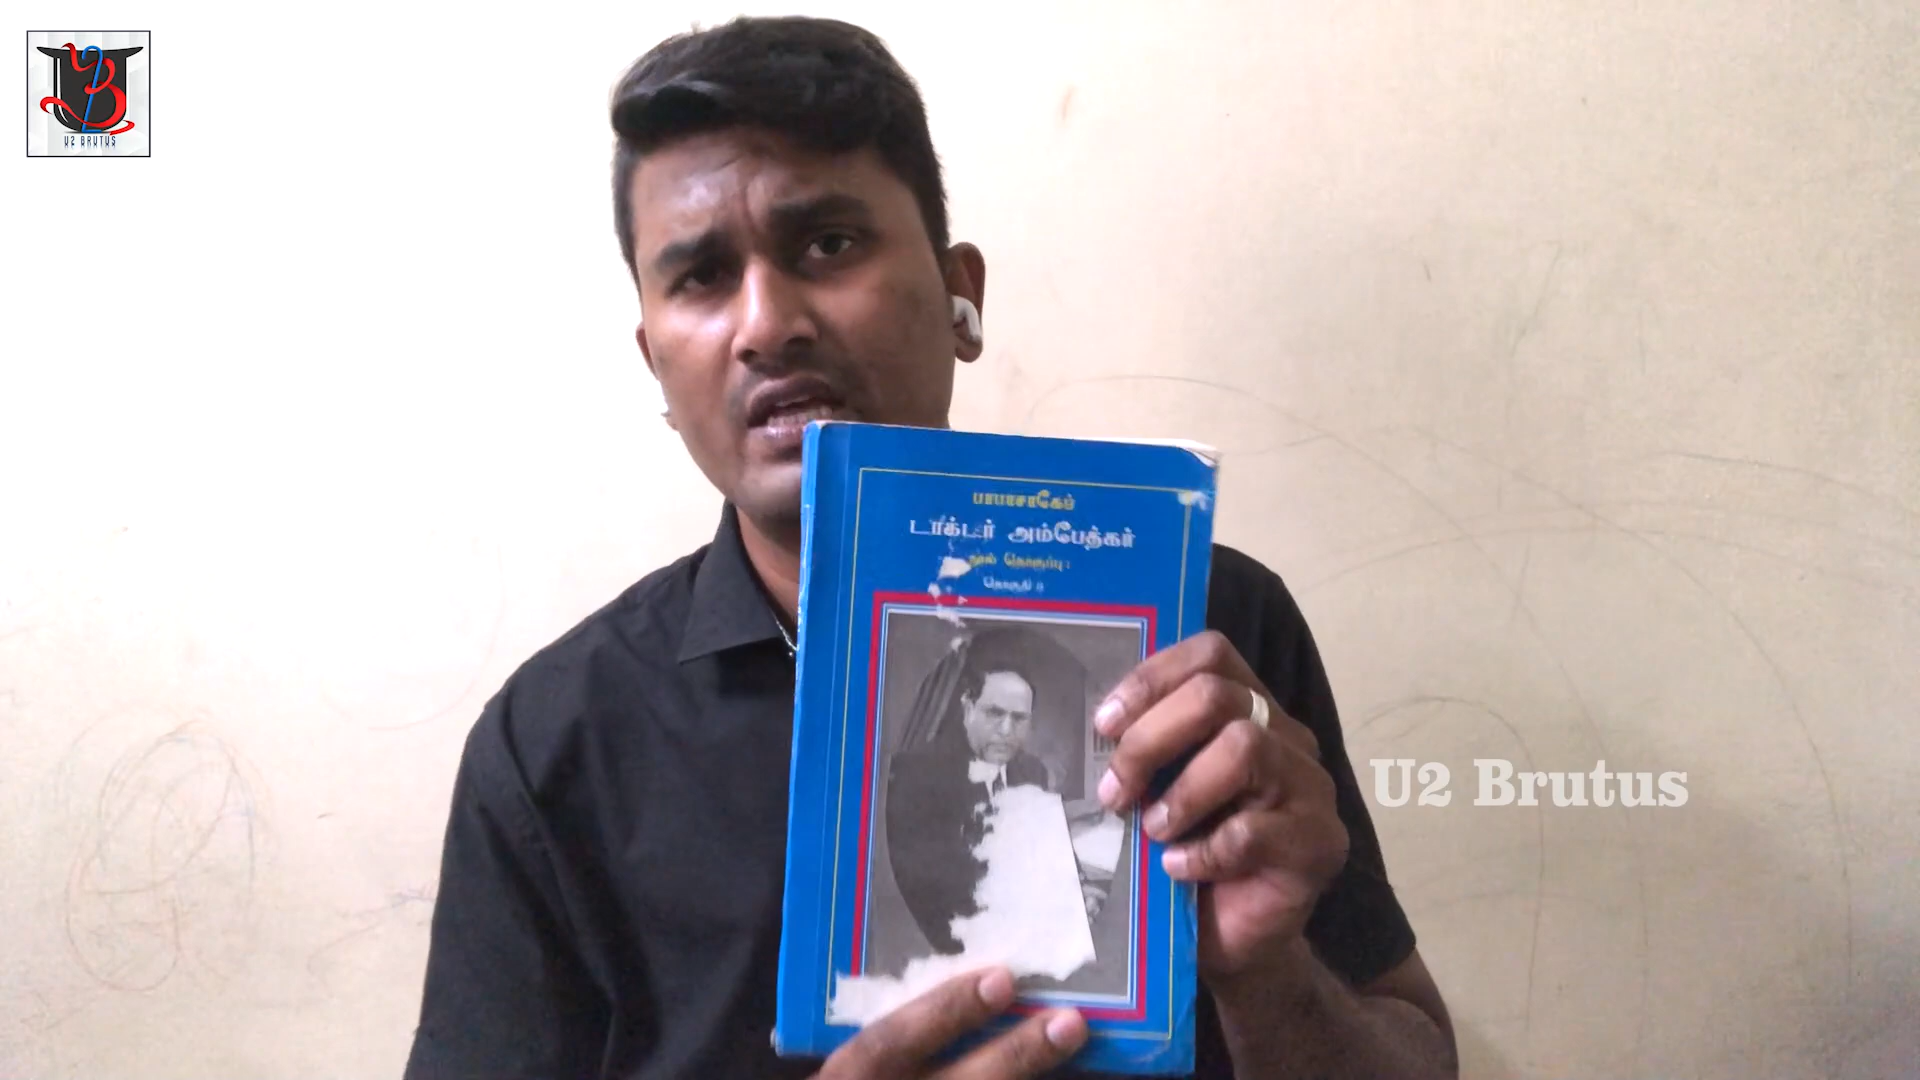 U2 BRUTUS
பாபாசாகேப்
டாக்டர் அம்பேத்கர்
நூல் தொகுப்பு :
தொகுதி
U2 Brutus